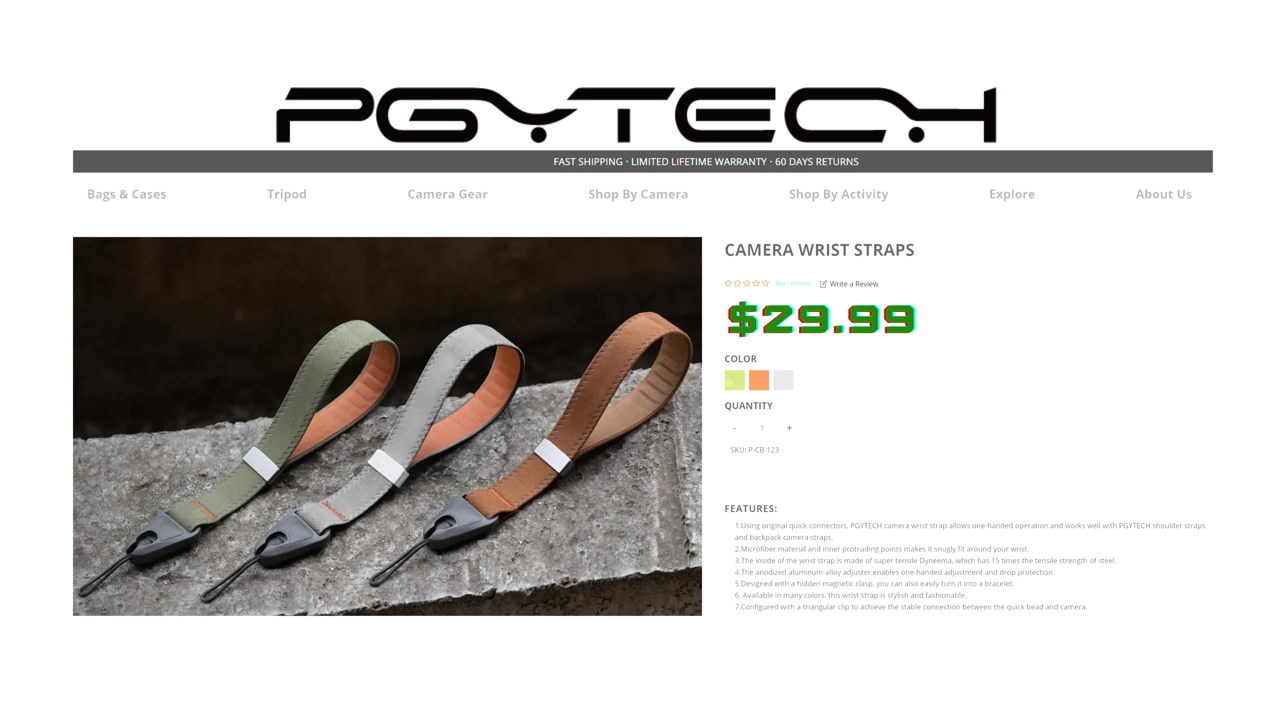 PGYTECH
FAST SHIPPING · LIMITED LIFETIME WARRANTY · 60 DAYS RETURNS
Bags & Cases Tripod Camera Gear Shop By Camera Shop By Activity Explore About Us
CAMERA WRIST STRAPS
No reviews Write a Review
$29.99
COLOR
QUANTITY
- 1 +
SKU: P-CB-123
FEATURES:
1.Using original quick connectors, PGYTECH camera wrist strap allows one-handed operation and works well with PGYTECH shoulder straps
and backpack camera straps.
2.Microfiber material and inner protruding points makes it snugly fit around your wrist.
3.The inside of the wrist strap is made of super tensile Dyneema, which has 15 times the tensile strength of steel.
4.The anodized aluminum-alloy adjuster enables one-handed adjustment and drop protection.
5.Designed with a hidden magnetic clasp, you can also easily turn it into a bracelet.
6. Available in many colors, this wrist strap is stylish and fashionable.
7.Configured with a triangular clip to achieve the stable connection between the quick bead and camera.